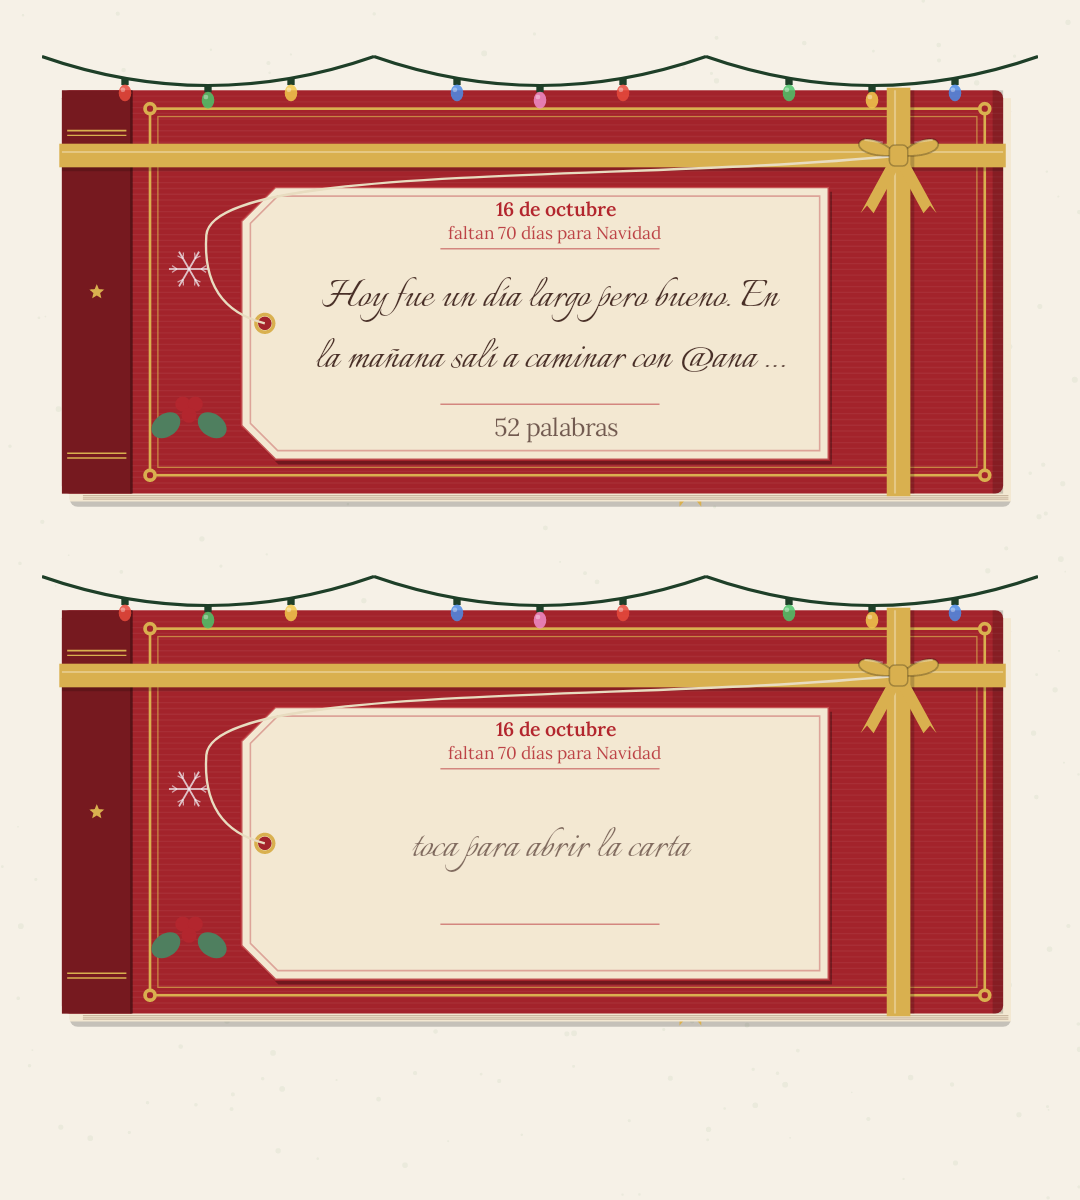 16 de octubre
faltan 70 días para Navidad
Hoy fue un día largo pero bueno. En
la mañana salí a caminar con @ana ...
52 palabras
16 de octubre
faltan 70 días para Navidad
toca para abrir la carta